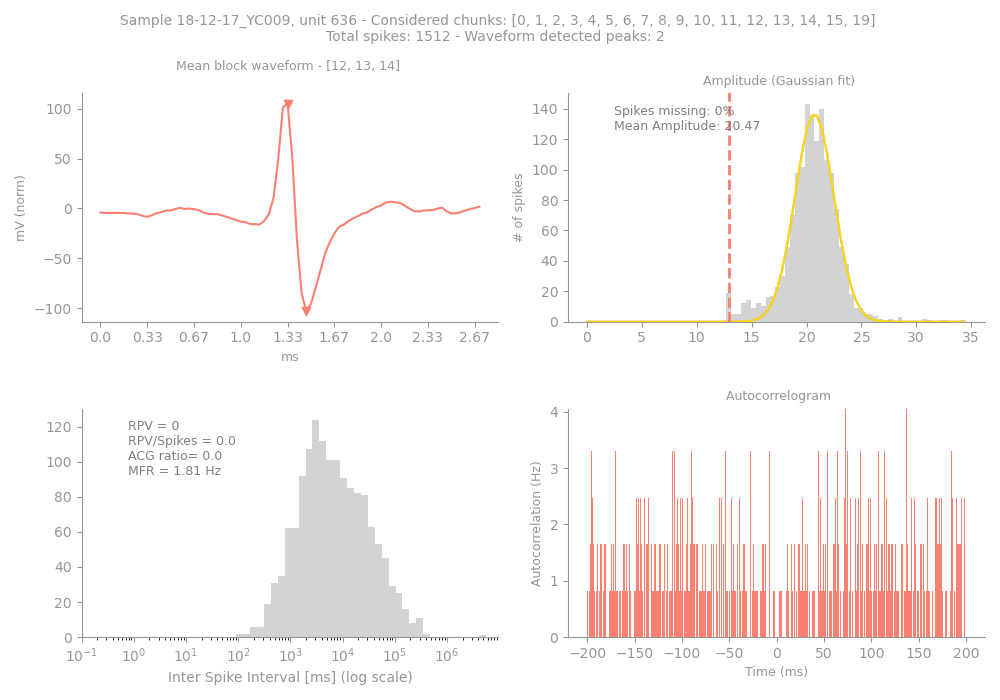 Sample 18-12-17_YC009, unit 636 - Considered chunks: [0, 1, 2, 3, 4, 5, 6, 7, 8, 9, 10, 11, 12, 13, 14, 15, 19]
Total spikes: 1512 - Waveform detected peaks: 2
Mean block waveform - [12, 13, 14]
mV (norm)
100
50
0
−50
−100
0.0 0.33 0.67 1.0 1.33 1.67 2.0 2.33 2.67
ms
Amplitude (Gaussian fit)
Spikes missing: 0%
Mean Amplitude: 20.47
# of spikes
140
120
100
80
60
40
20
0
0 5 10 15 20 25 30 35
RPV = 0
RPV/Spikes = 0.0
ACG ratio= 0.0
MFR = 1.81 Hz
120
100
80
60
40
20
0
10⁻¹ 10⁰ 10¹ 10² 10³ 10⁴ 10⁵ 10⁶
Inter Spike Interval [ms] (log scale)
Autocorrelogram
Autocorrelation (Hz)
4
3
2
1
0
−200 −150 −100 −50 0 50 100 150 200
Time (ms)